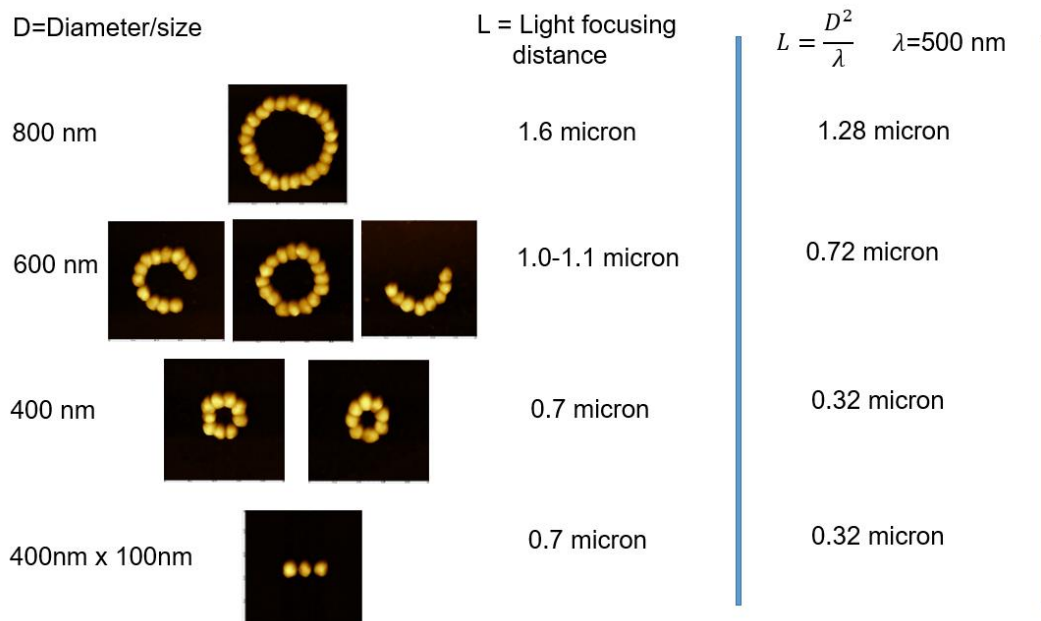 D=Diameter/size
L = Light focusing
distance
L = D²/λ λ=500 nm
800 nm
1.6 micron
1.28 micron
600 nm
1.0-1.1 micron
0.72 micron
400 nm
0.7 micron
0.32 micron
400nm x 100nm
0.7 micron
0.32 micron